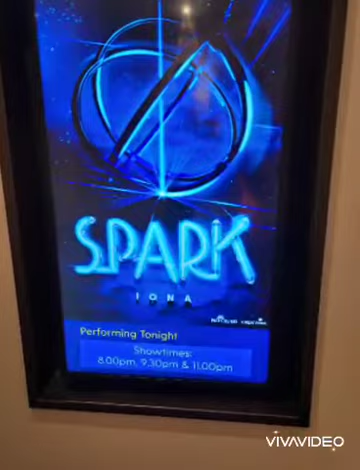 SPARK
IONA
Performing Tonight
Showtimes:
8.00pm, 9.30pm & 11.00pm
VIVAVIDEO